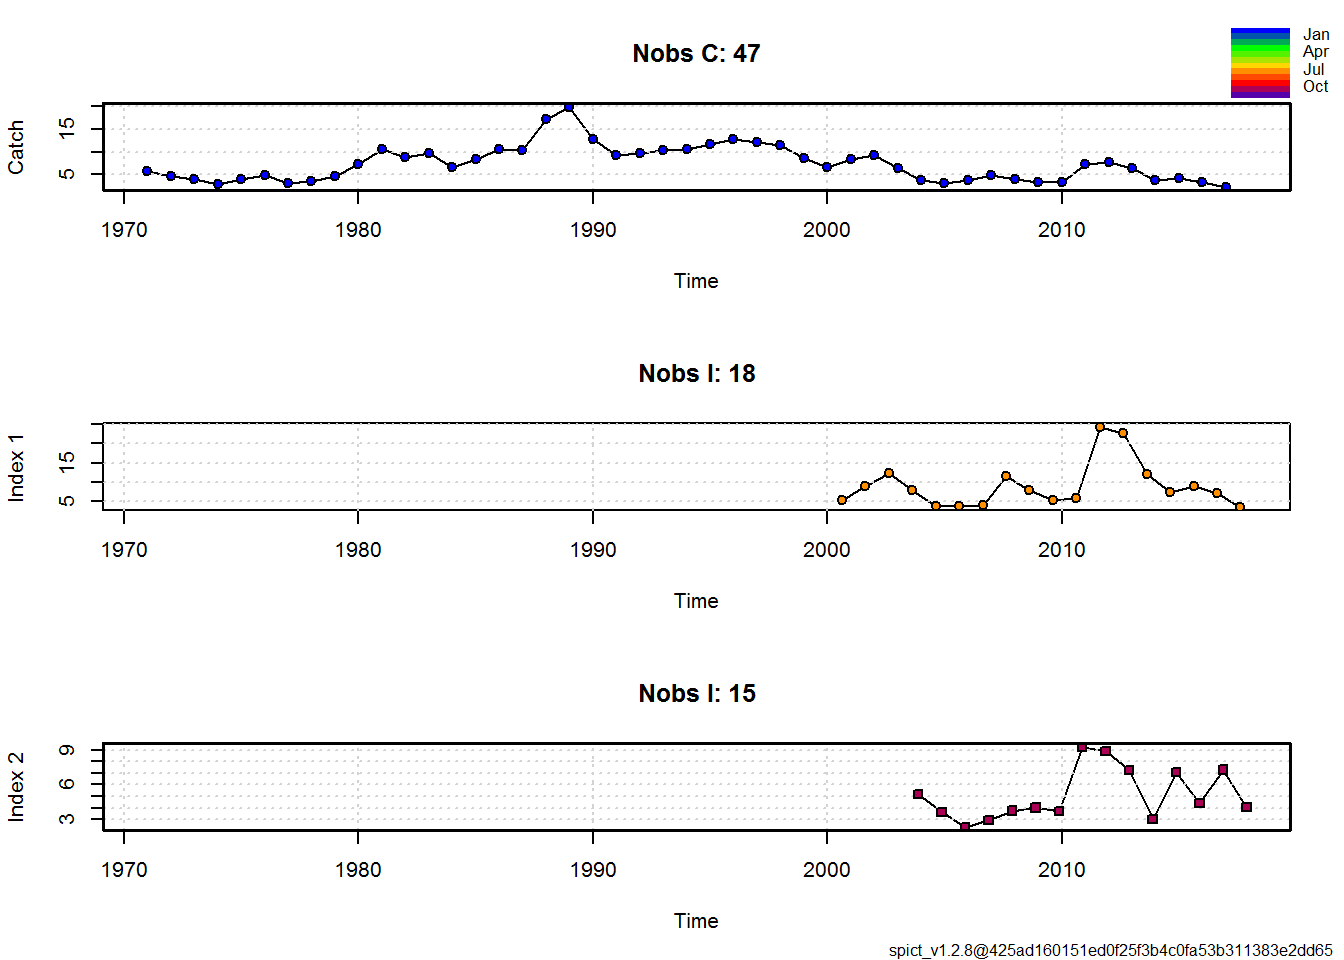 Nobs C: 47
Jan
Apr
Jul
Oct
Catch
15
5
1970 1980 1990 2000 2010
Time
Nobs I: 18
Index 1
15
5
1970 1980 1990 2000 2010
Time
Nobs I: 15
Index 2
9
6
3
1970 1980 1990 2000 2010
Time
spict_v1.2.8@425ad160151ed0f25f3b4c0fa53b311383e2dd65